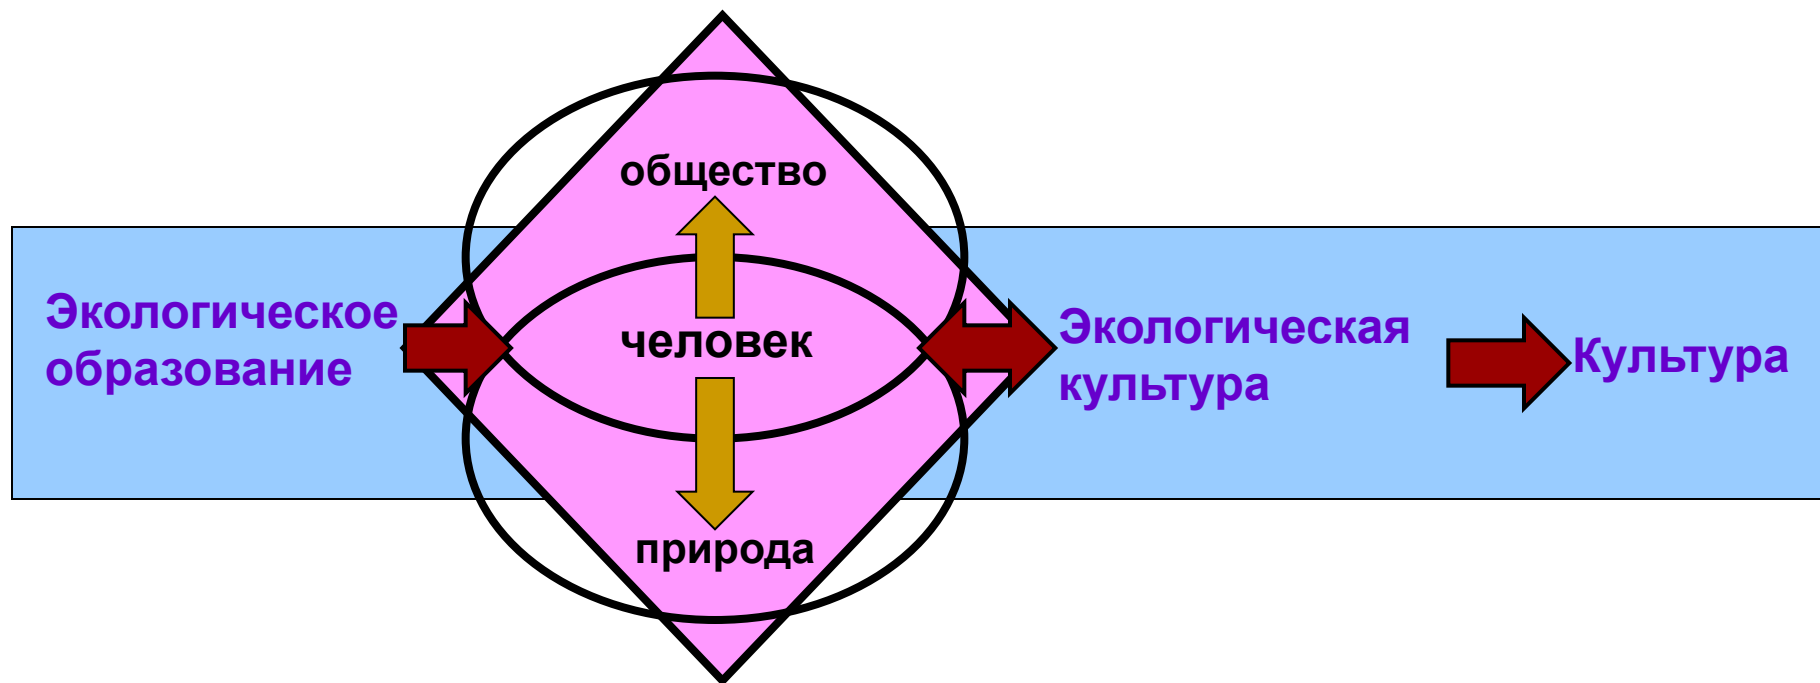 общество
Экологическое
образование
человек
Экологическая
культура
Культура
природа